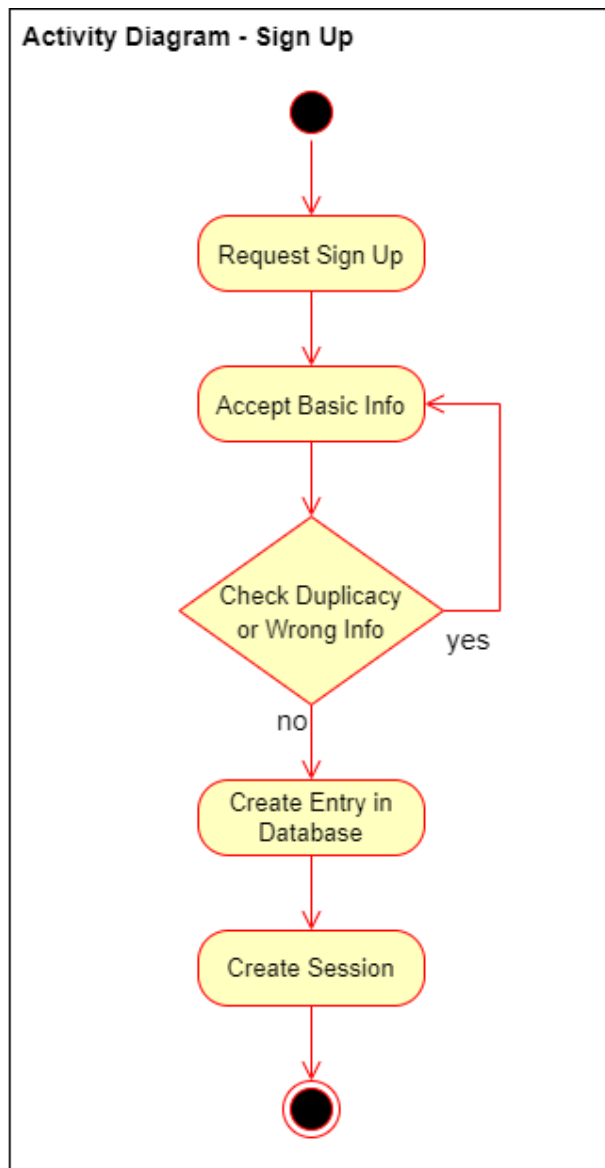 Activity Diagram - Sign Up
Request Sign Up
Accept Basic Info
Check Duplicacy
or Wrong Info
yes
no
Create Entry in
Database
Create Session